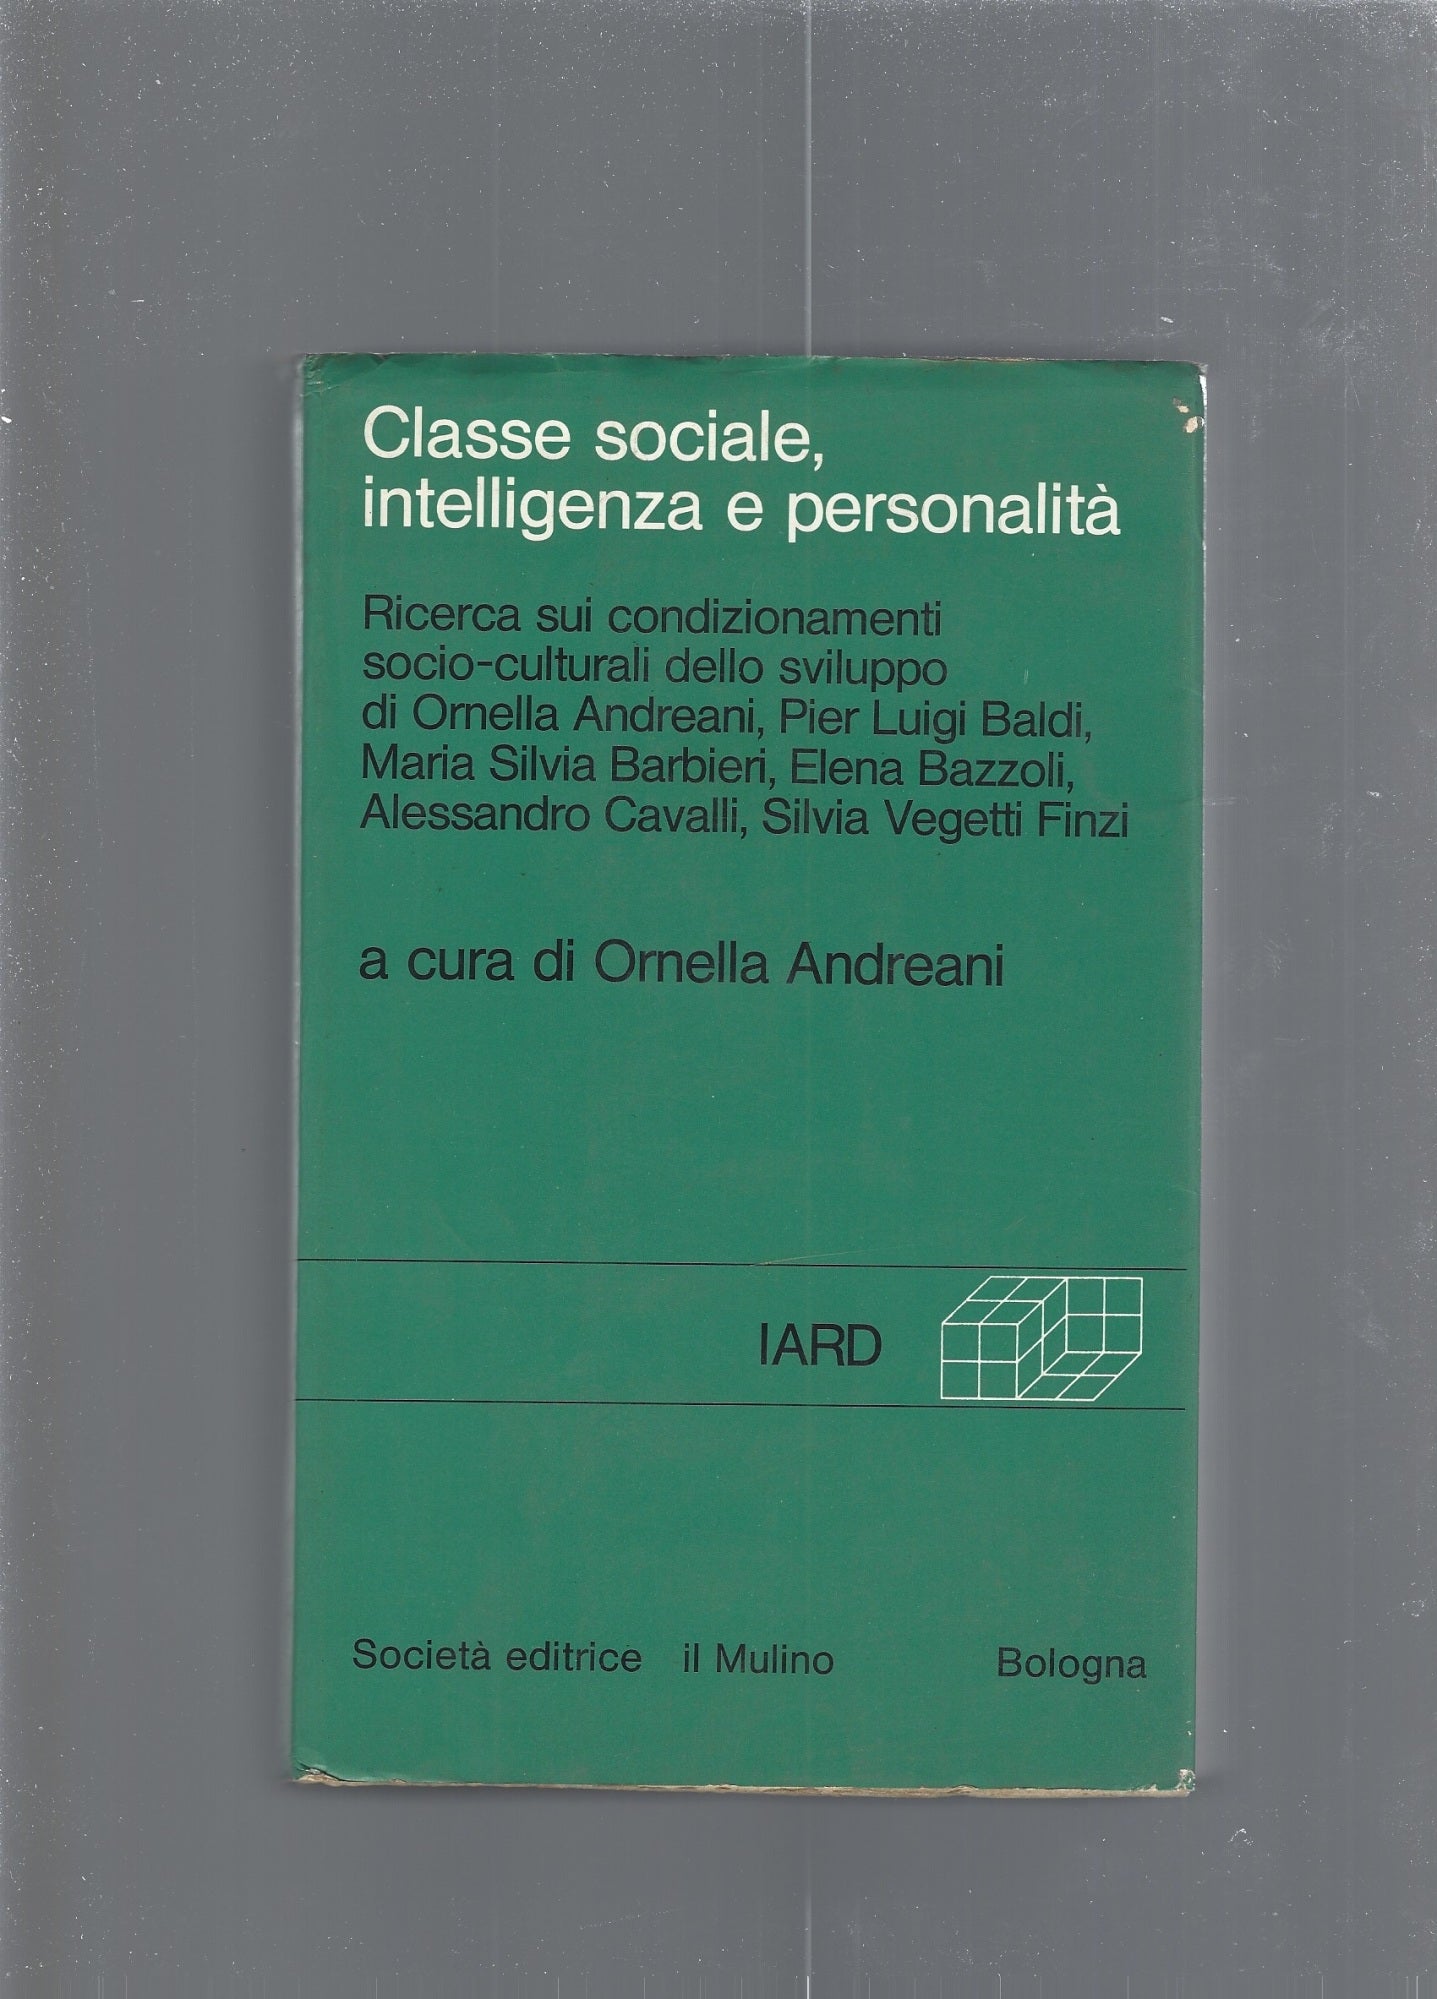 Classe sociale,
intelligenza e personalità
Ricerca sui condizionamenti
socio-culturali dello sviluppo
di Ornella Andreani, Pier Luigi Baldi,
Maria Silvia Barbieri, Elena Bazzoli,
Alessandro Cavalli, Silvia Vegetti Finzi
a cura di Ornella Andreani
IARD
Società editrice il Mulino Bologna